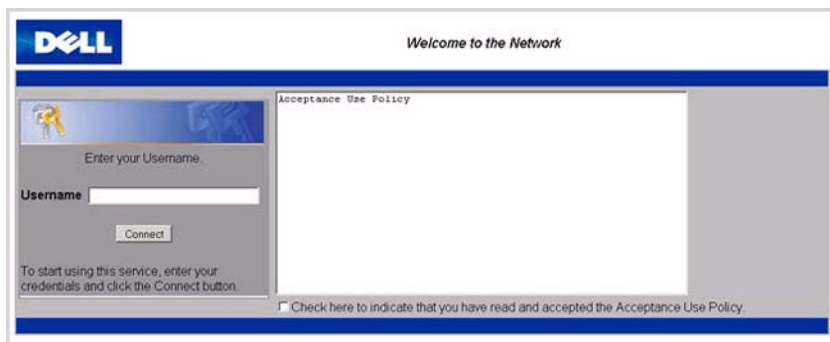 DELL
Welcome to the Network
Enter your Username.
Username
Connect
To start using this service, enter your
credentials and click the Connect button.
Acceptance Use Policy
Check here to indicate that you have read and accepted the Acceptance Use Policy.